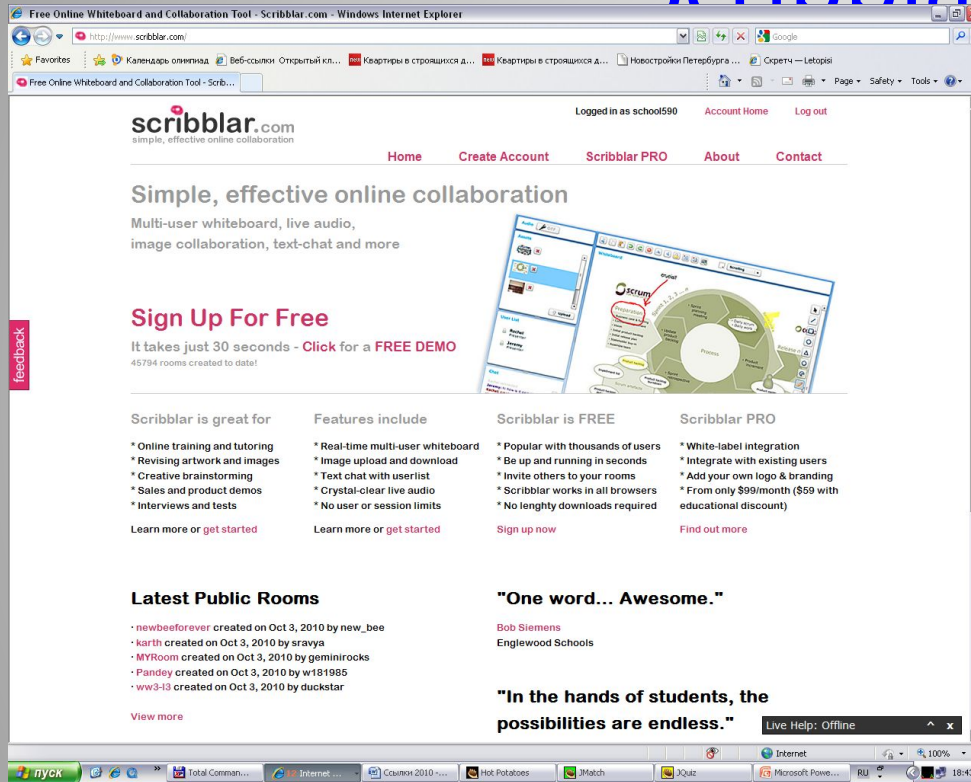 Free Online Whiteboard and Collaboration Tool - Scribblar.com - Windows Internet Explorer
http://www.scribblar.com/
Google
Favorites
Календарь олимпиад
Веб-ссылки Открытый кл...
Квартиры в строящихся д...
Квартиры в строящихся д...
Новостройки Петербурга ...
Скретч — Letopisi
Free Online Whiteboard and Collaboration Tool - Scrib...
Page
Safety
Tools
scribblar.com
simple, effective online collaboration
Logged in as school590
Account Home
Log out
Home
Create Account
Scribblar PRO
About
Contact
Simple, effective online collaboration
Multi-user whiteboard, live audio,
image collaboration, text-chat and more
Sign Up For Free
It takes just 30 seconds - Click for a FREE DEMO
45794 rooms created to date!
feedback
Audio
Whiteboard
Scrum
Preparation
Process
Upload
User List
Rachel
Jeremy
Chat
Scribblar is great for
* Online training and tutoring
* Revising artwork and images
* Creative brainstorming
* Sales and product demos
* Interviews and tests
Learn more or get started
Features include
* Real-time multi-user whiteboard
* Image upload and download
* Text chat with userlist
* Crystal-clear live audio
* No user or session limits
Learn more or get started
Scribblar is FREE
* Popular with thousands of users
* Be up and running in seconds
* Invite others to your rooms
* Scribblar works in all browsers
* No lenghty downloads required
Sign up now
Scribblar PRO
* White-label integration
* Integrate with existing users
* Add your own logo & branding
* From only $99/month ($59 with
educational discount)
Find out more
Latest Public Rooms
· newbeeforever created on Oct 3, 2010 by new_bee
· karth created on Oct 3, 2010 by sravya
· MYRoom created on Oct 3, 2010 by geminirocks
· Pandey created on Oct 3, 2010 by w181985
· ww3-l3 created on Oct 3, 2010 by duckstar
View more
"One word... Awesome."
Bob Siemens
Englewood Schools
"In the hands of students, the
possibilities are endless."
Live Help: Offline ^ x
Internet
100%
пуск
Total Comman...
Internet ...
Ссылки 2010 -...
Hot Potatoes
JMatch
JQuiz
Microsoft Powe...
RU